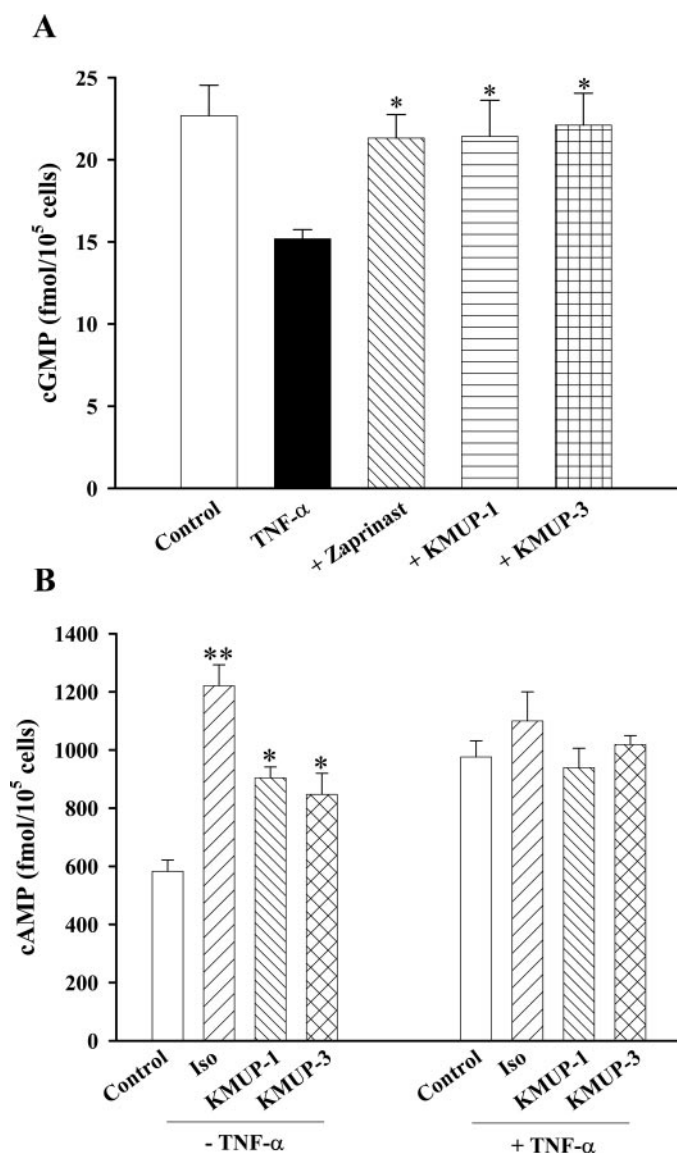 A
cGMP (fmol/10⁵ cells)
25
20
15
10
5
0
*
*
*
Control
TNF-α
+ Zaprinast
+ KMUP-1
+ KMUP-3
B
cAMP (fmol/10⁵ cells)
1400
1200
1000
800
600
400
200
0
**
*
*
Control
Iso
KMUP-1
KMUP-3
Control
Iso
KMUP-1
KMUP-3
- TNF-α
+ TNF-α